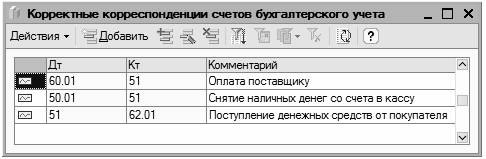 Корректные корреспонденции счетов бухгалтерского учета
Действия Добавить ?
Дт Кт Комментарий
60.01 51 Оплата поставщику
50.01 51 Снятие наличных денег со счета в кассу
51 62.01 Поступление денежных средств от покупателя